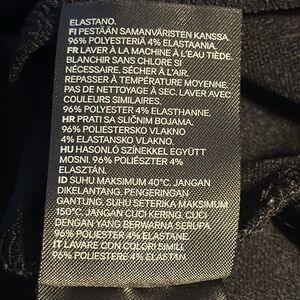 ELASTANO.
FI PESTÄÄN SAMANVÄRISTEN KANSSA.
96% POLYESTERIÄ 4% ELASTAANIA.
FR LAVER À LA MACHINE À L'EAU TIÈDE.
BLANCHIR SANS CHLORE SI
NÉCESSAIRE. SÉCHER À L'AIR.
REPASSER À TEMPÉRATURE MOYENNE.
PAS DE NETTOYAGE À SEC. LAVER AVEC
COULEURS SIMILAIRES.
96% POLYESTER 4% ELASTHANNE.
HR PRATI SA SLIČNIM BOJAMA.
96% POLIESTERSKO VLAKNO
4% ELASTANSKO VLAKNO.
HU HASONLÓ SZÍNEKKEL EGYÜTT
MOSNI. 96% POLIÉSZTER 4%
ELASZTÁN.
ID SUHU MAKSIMUM 40°C. JANGAN
DIKELANTANG. PENGERINGAN
GANTUNG. SUHU SETERIKA MAKSIMUM
150°C. JANGAN CUCI KERING. CUCI
DENGAN YANG BERWARNA SERUPA.
96% POLYESTER 4% ELASTAN.
IT LAVARE CON COLORI SIMILI.
96% POLIESTERE 4% ELASTAN.